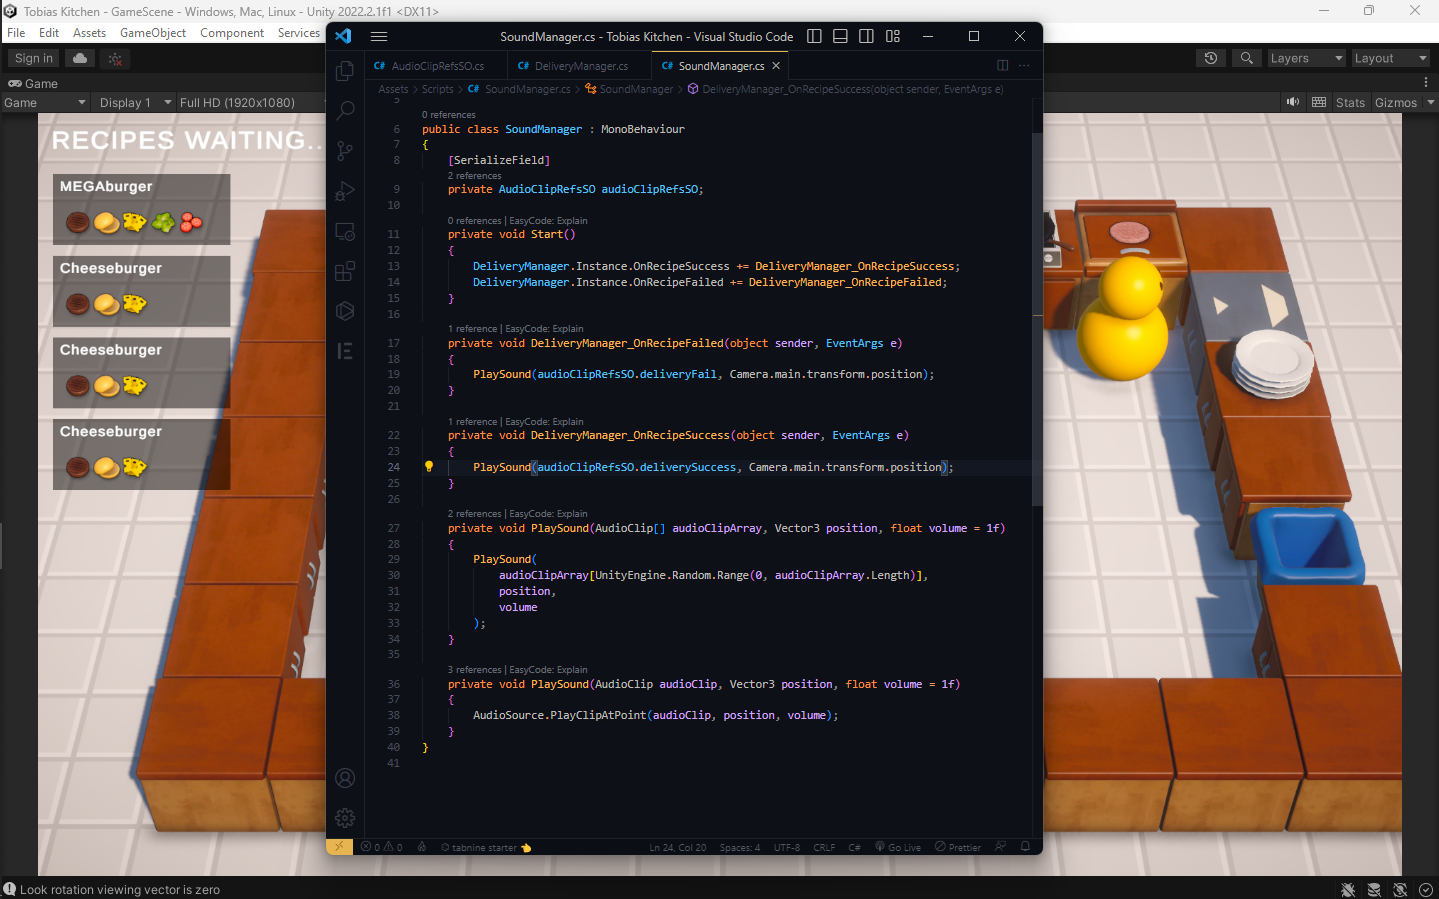 Tobias Kitchen - GameScene - Windows, Mac, Linux - Unity 2022.2.1f1 <DX11>
File Edit Assets GameObject Component Services
Sign in
Layers
Layout
Game
Game
Display 1
Full HD (1920x1080)
Stats
Gizmos
RECIPES WAITING..
MEGAburger
Cheeseburger
Cheeseburger
Cheeseburger
SoundManager.cs - Tobias Kitchen - Visual Studio Code
C# AudioClipRefsSO.cs
C# DeliveryManager.cs
C# SoundManager.cs
Assets > Scripts > C# SoundManager.cs > SoundManager > DeliveryManager_OnRecipeSuccess(object sender, EventArgs e)
5
0 references
6 public class SoundManager : MonoBehaviour
7 {
8 [SerializeField]
2 references
9 private AudioClipRefsSO audioClipRefsSO;
10
0 references | EasyCode: Explain
11 private void Start()
12 {
13 DeliveryManager.Instance.OnRecipeSuccess += DeliveryManager_OnRecipeSuccess;
14 DeliveryManager.Instance.OnRecipeFailed += DeliveryManager_OnRecipeFailed;
15 }
16
1 reference | EasyCode: Explain
17 private void DeliveryManager_OnRecipeFailed(object sender, EventArgs e)
18 {
19 PlaySound(audioClipRefsSO.deliveryFail, Camera.main.transform.position);
20 }
21
1 reference | EasyCode: Explain
22 private void DeliveryManager_OnRecipeSuccess(object sender, EventArgs e)
23 {
24 PlaySound(audioClipRefsSO.deliverySuccess, Camera.main.transform.position);
25 }
26
2 references | EasyCode: Explain
27 private void PlaySound(AudioClip[] audioClipArray, Vector3 position, float volume = 1f)
28 {
29 PlaySound(
30 audioClipArray[UnityEngine.Random.Range(0, audioClipArray.Length)],
31 position,
32 volume
33 );
34 }
35
3 references | EasyCode: Explain
36 private void PlaySound(AudioClip audioClip, Vector3 position, float volume = 1f)
37 {
38 AudioSource.PlayClipAtPoint(audioClip, position, volume);
39 }
40 }
41
0 0
tabnine starter
Ln 24, Col 20
Spaces: 4
UTF-8
CRLF
C#
Go Live
Prettier
Look rotation viewing vector is zero